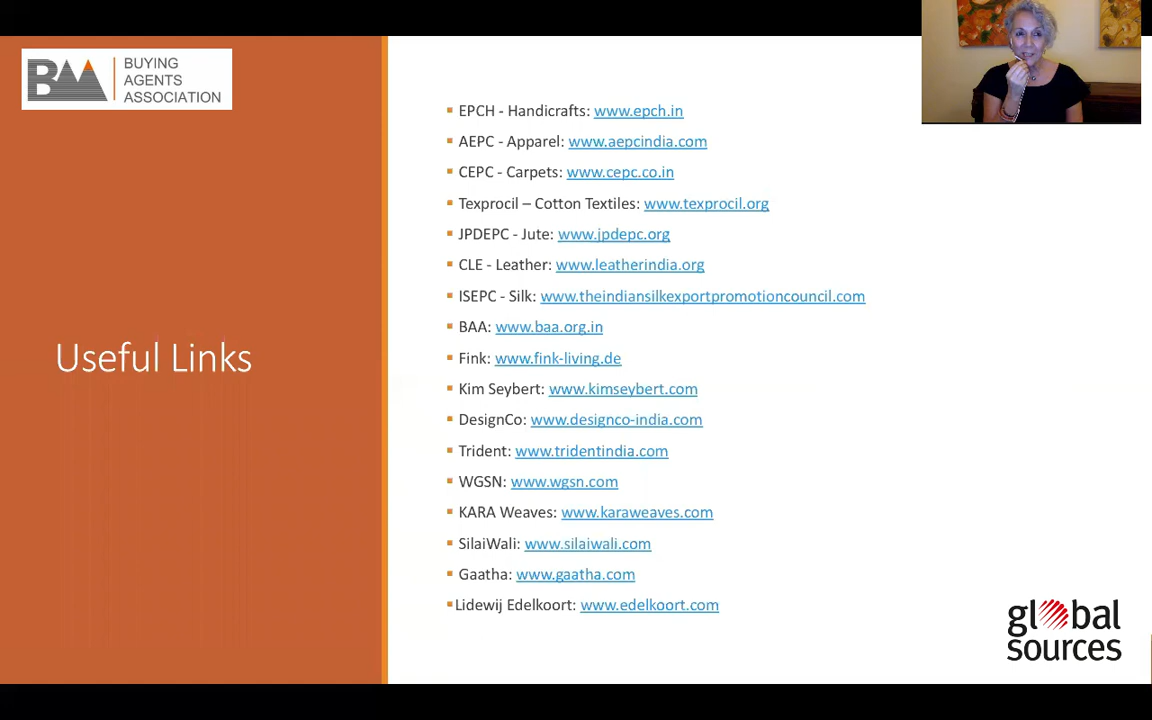 BAA
BUYING
AGENTS
ASSOCIATION
Useful Links
EPCH - Handicrafts: www.epch.in
AEPC - Apparel: www.aepcindia.com
CEPC - Carpets: www.cepc.co.in
Texprocil – Cotton Textiles: www.texprocil.org
JPDEPC - Jute: www.jpdepc.org
CLE - Leather: www.leatherindia.org
ISEPC - Silk: www.theindiansilkexportpromotioncouncil.com
BAA: www.baa.org.in
Fink: www.fink-living.de
Kim Seybert: www.kimseybert.com
DesignCo: www.designco-india.com
Trident: www.tridentindia.com
WGSN: www.wgsn.com
KARA Weaves: www.karaweaves.com
SilaiWali: www.silaiwali.com
Gaatha: www.gaatha.com
Lidewij Edelkoort: www.edelkoort.com
global
sources